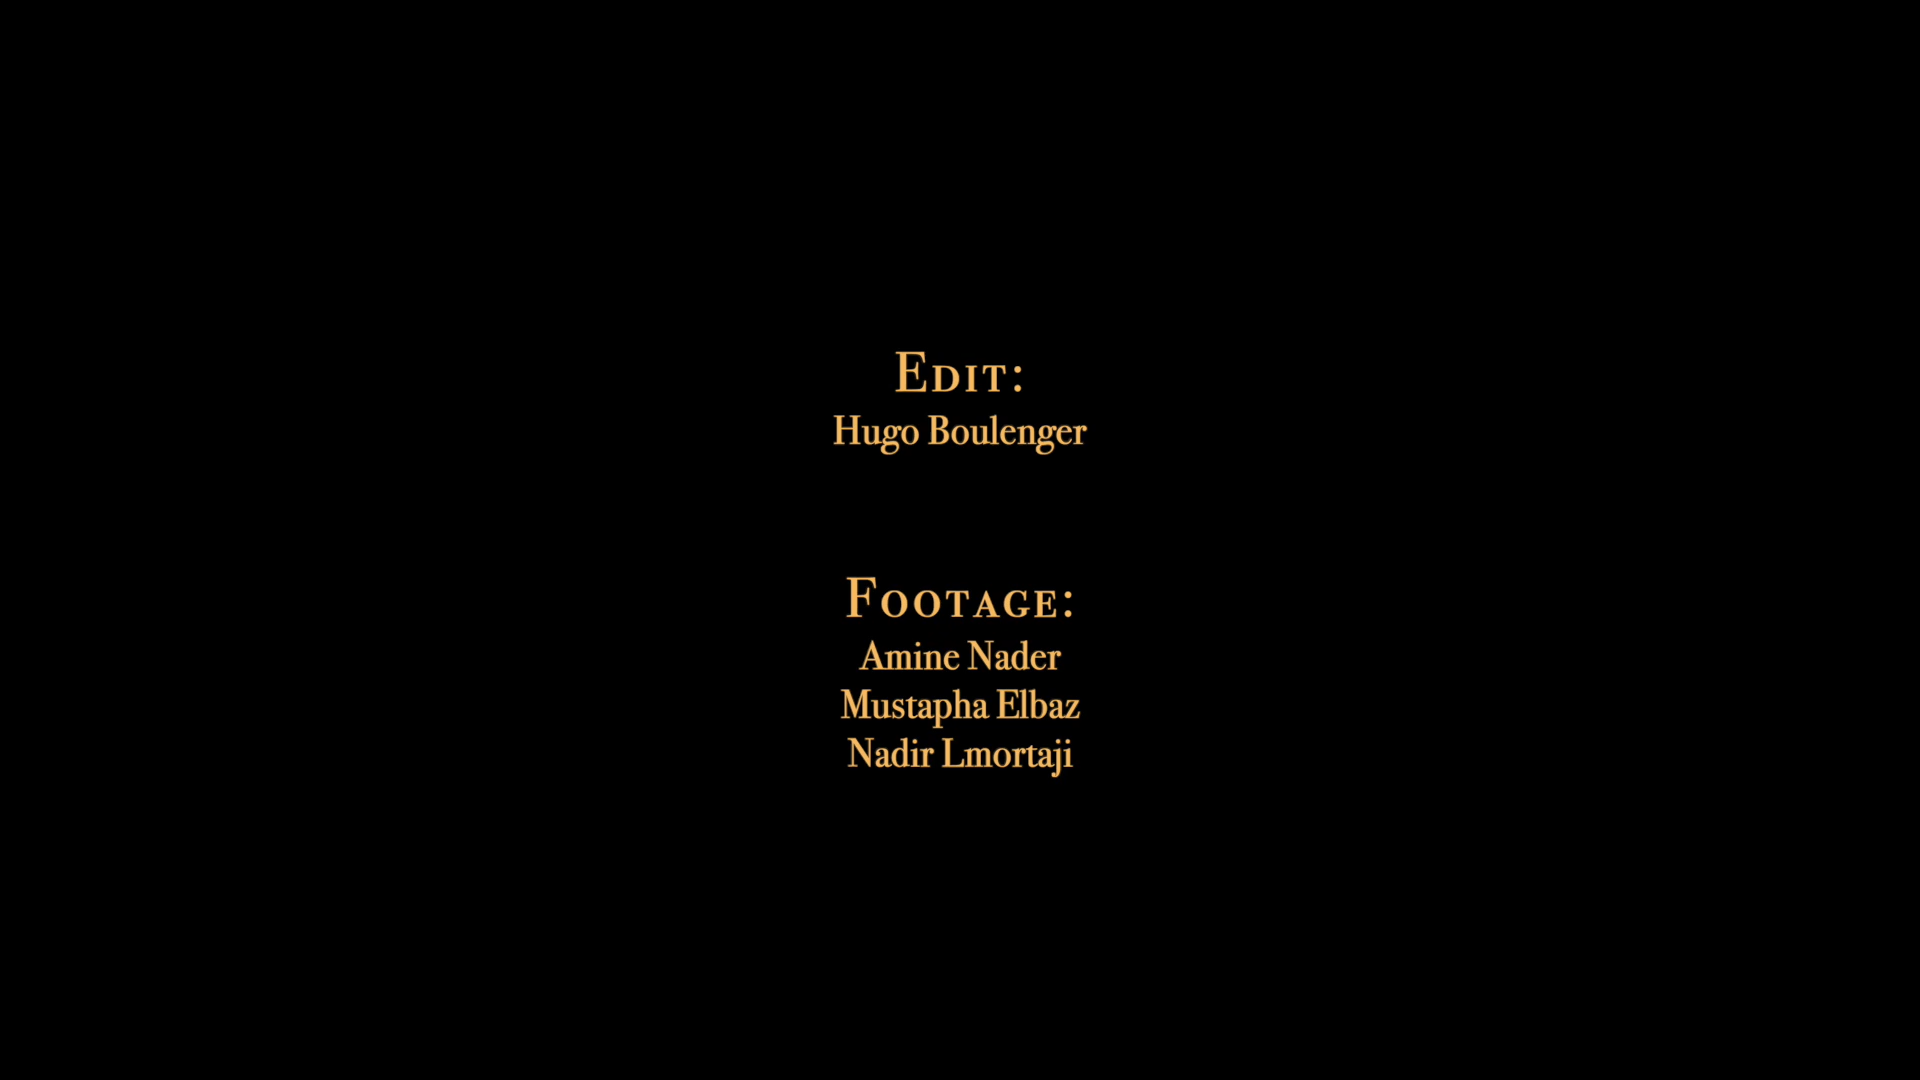 Edit:
Hugo Boulenger
Footage:
Amine Nader
Mustapha Elbaz
Nadir Lmortaji